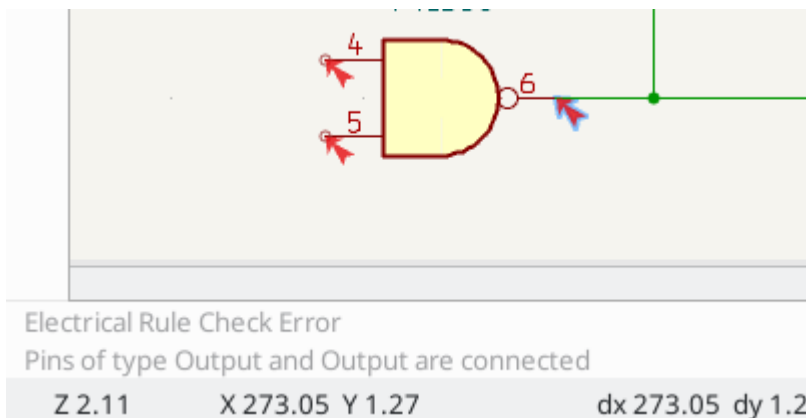 4
6
5
Electrical Rule Check Error
Pins of type Output and Output are connected
Z 2.11 X 273.05 Y 1.27 dx 273.05 dy